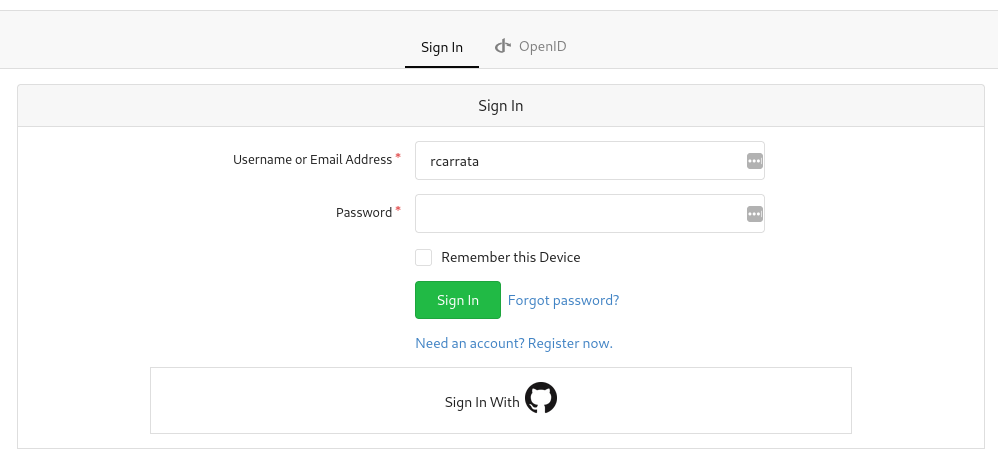 Sign In OpenID
Sign In
Username or Email Address *
rcarrata
Password *
Remember this Device
Sign In Forgot password?
Need an account? Register now.
Sign In With